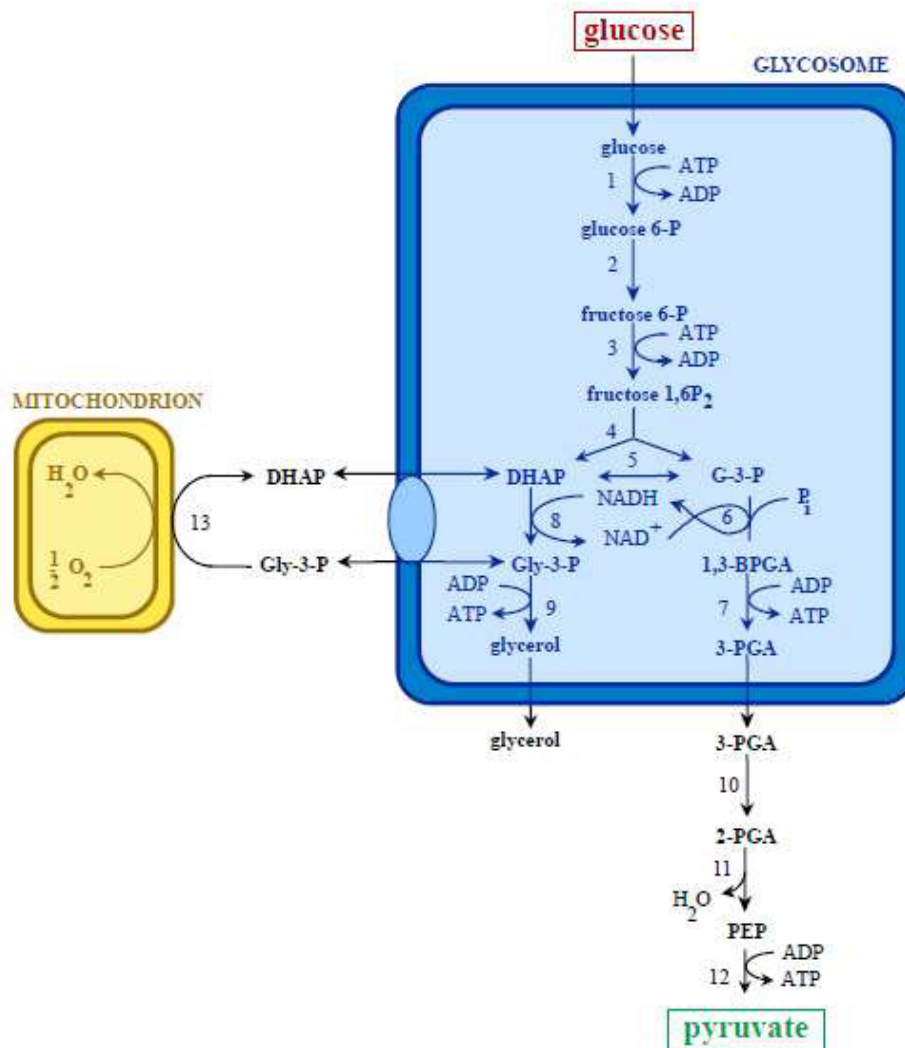 glucose
GLYCOSOME
glucose
1
ATP
ADP
glucose 6-P
2
fructose 6-P
3
ATP
ADP
fructose 1,6P₂
4
MITOCHONDRION
H₂O
DHAP
DHAP
5
G-3-P
NADH
Pᵢ
13
8
6
NAD⁺
½ O₂
Gly-3-P
Gly-3-P
1,3-BPGA
ADP
ATP
9
7
ADP
ATP
glycerol
3-PGA
glycerol
3-PGA
10
2-PGA
11
H₂O
PEP
12
ADP
ATP
pyruvate